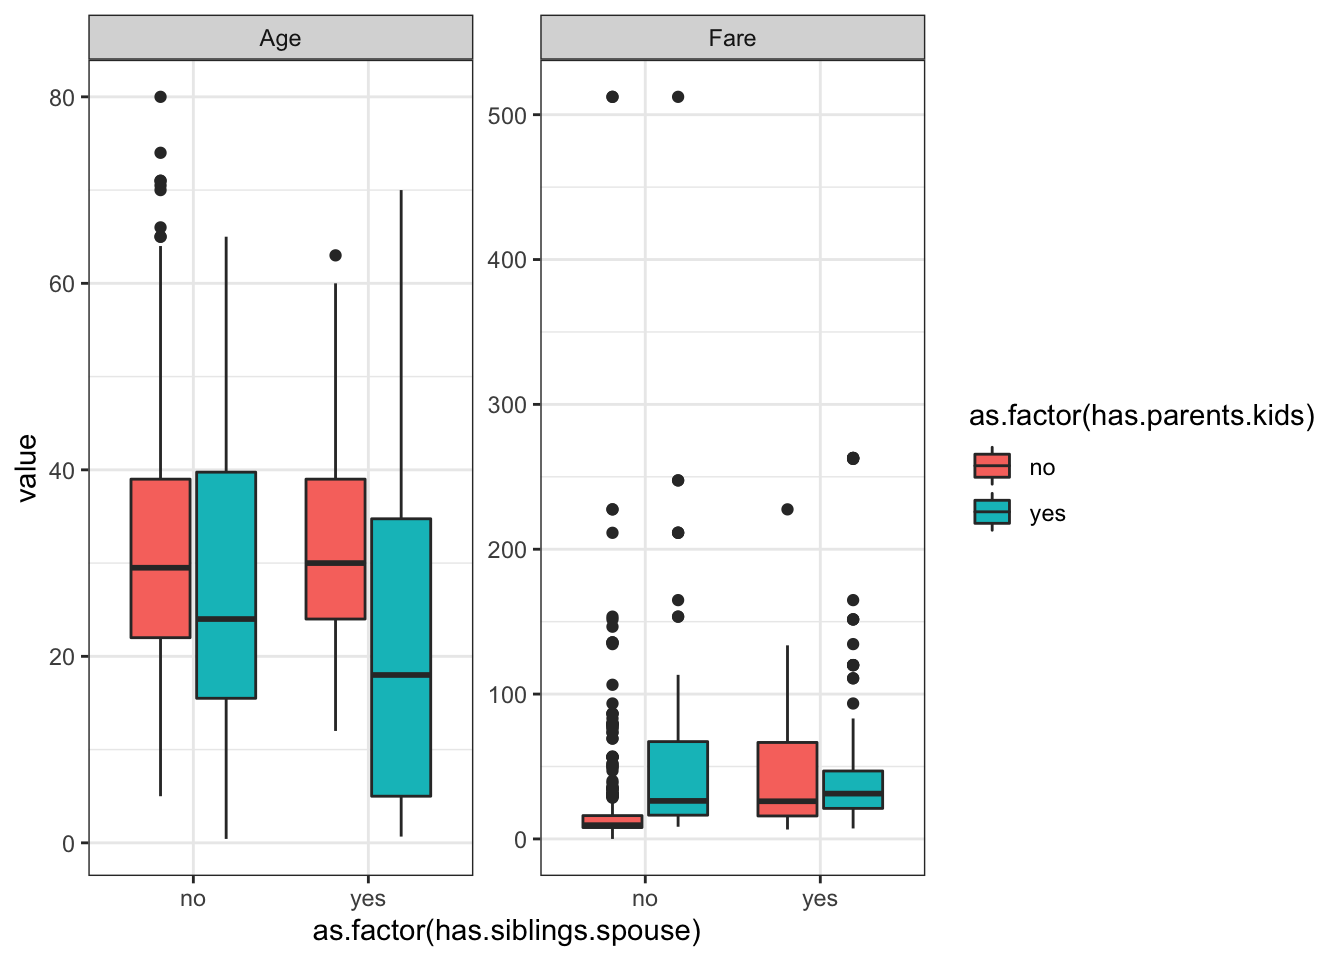 Age
Fare
value
80
60
40
20
0
500
400
300
200
100
0
no
yes
no
yes
as.factor(has.siblings.spouse)
as.factor(has.parents.kids)
no
yes